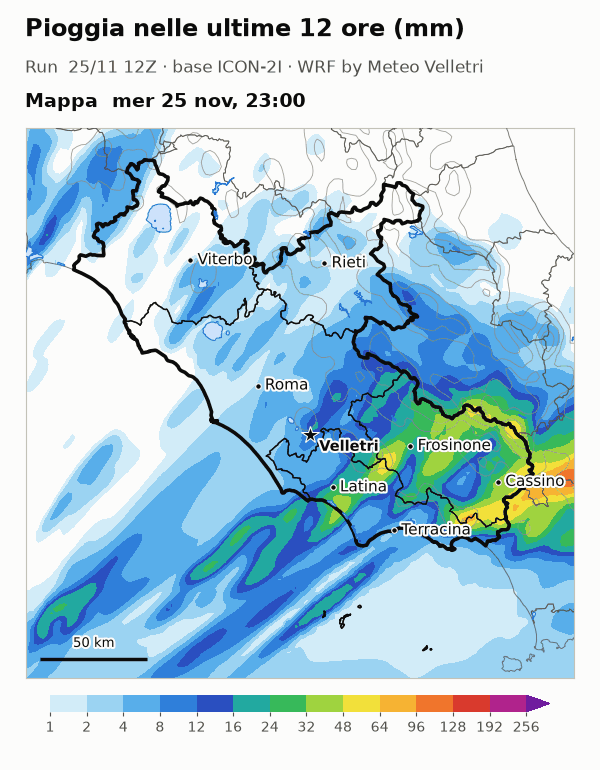 Pioggia nelle ultime 12 ore (mm)
Run  25/11 12Z · base ICON-2I · WRF by Meteo Velletri
Mappa  mer 25 nov, 23:00
Viterbo
Rieti
Roma
Velletri
Frosinone
Latina
Cassino
Terracina
50 km
1 2 4 8 12 16 24 32 48 64 96 128 192 256